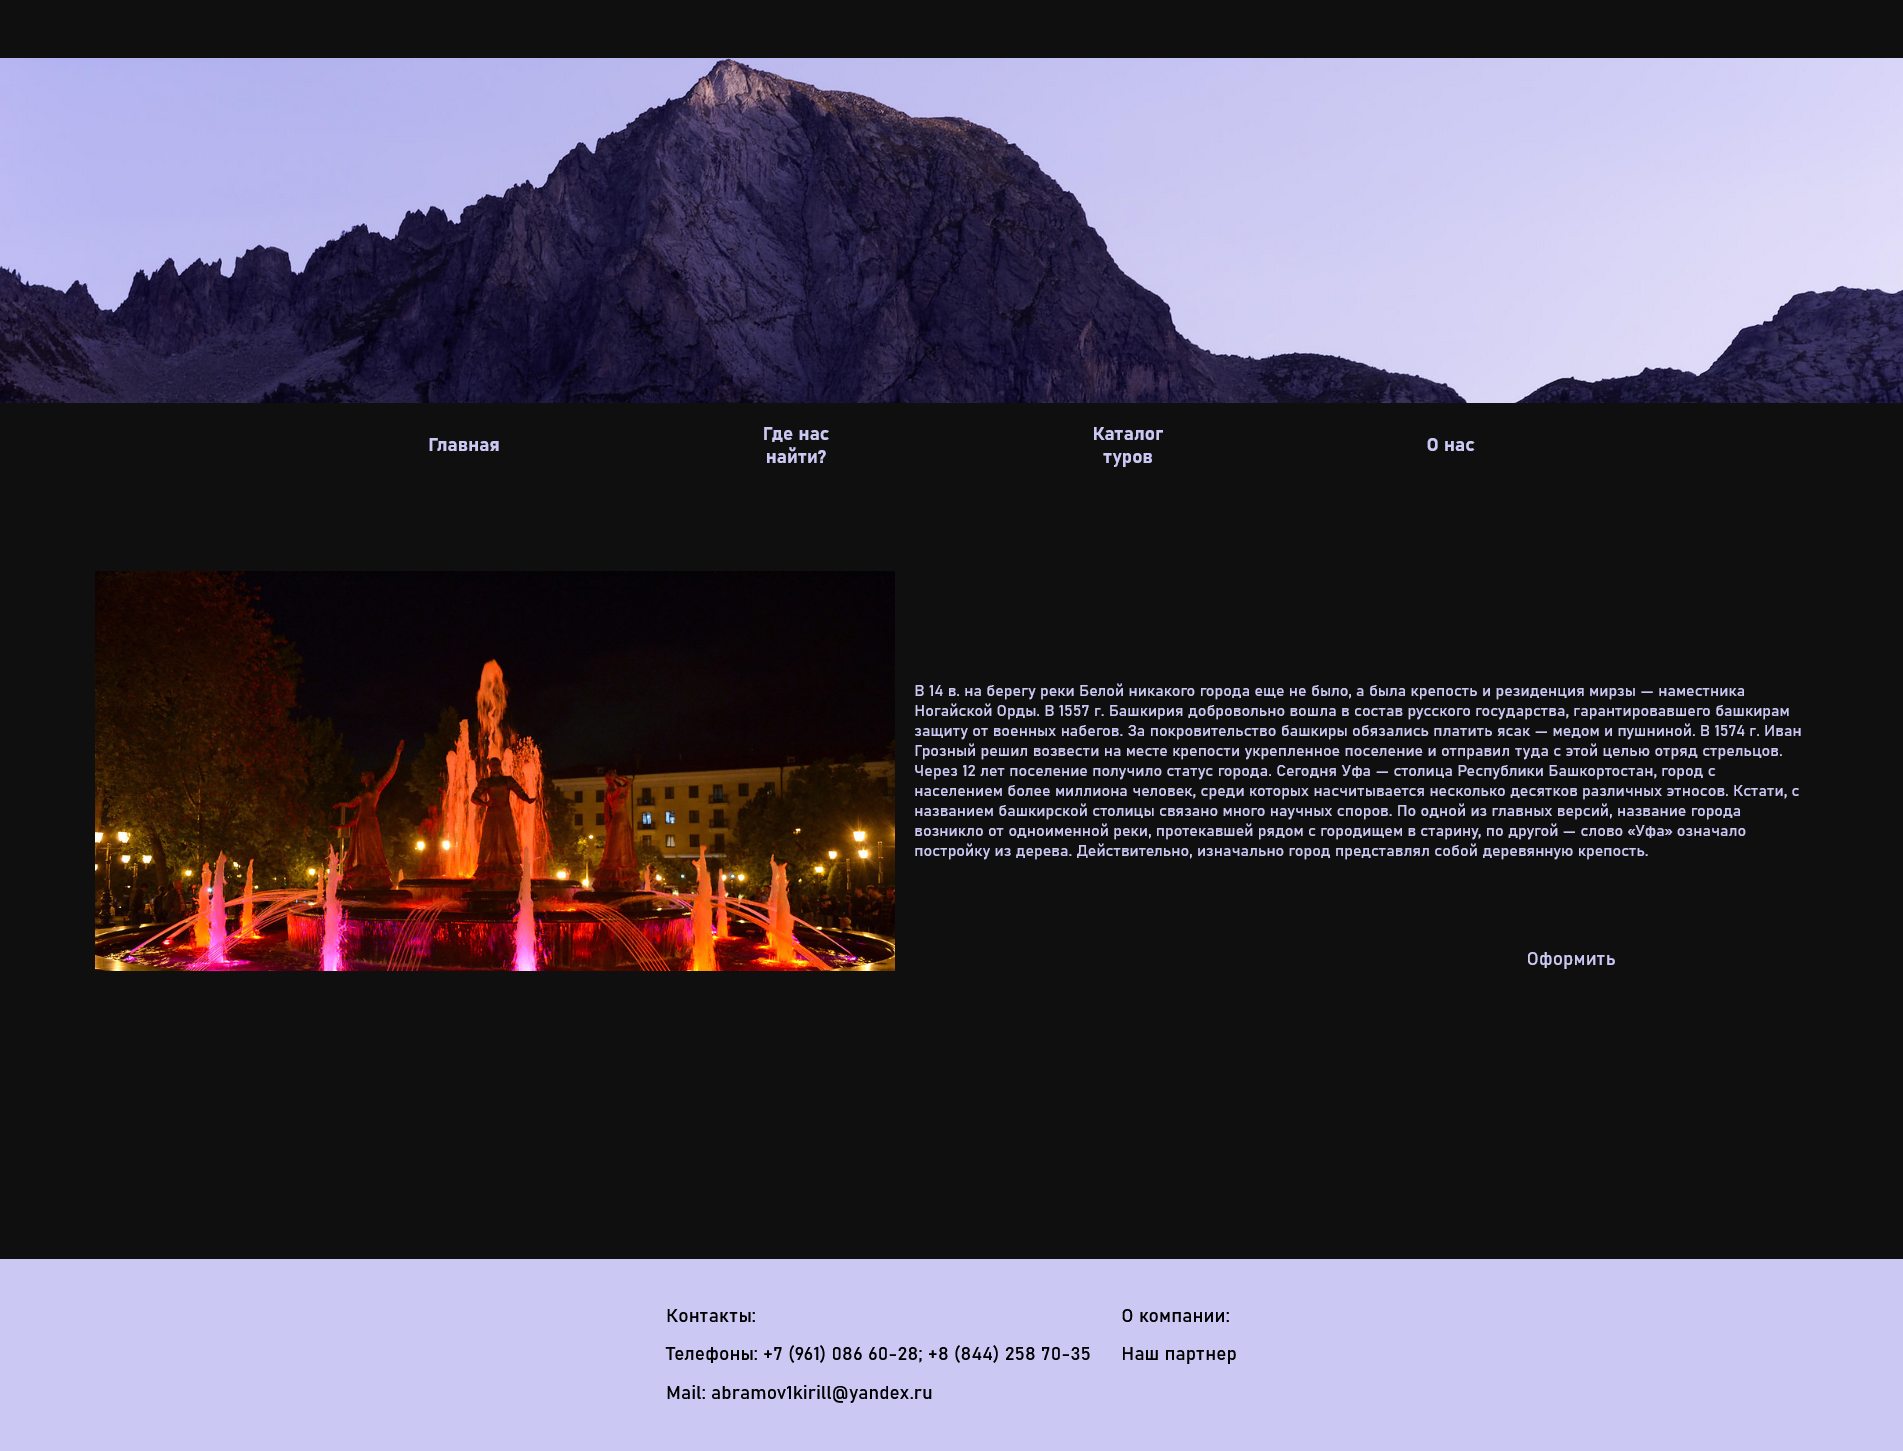 Главная
Где нас
найти?
Каталог
туров
О нас
В 14 в. на берегу реки Белой никакого города еще не было, а была крепость и резиденция мирзы — наместника
Ногайской Орды. В 1557 г. Башкирия добровольно вошла в состав русского государства, гарантировавшего башкирам
защиту от военных набегов. За покровительство башкиры обязались платить ясак — медом и пушниной. В 1574 г. Иван
Грозный решил возвести на месте крепости укрепленное поселение и отправил туда с этой целью отряд стрельцов.
Через 12 лет поселение получило статус города. Сегодня Уфа — столица Республики Башкортостан, город с
населением более миллиона человек, среди которых насчитывается несколько десятков различных этносов. Кстати, с
названием башкирской столицы связано много научных споров. По одной из главных версий, название города
возникло от одноименной реки, протекавшей рядом с городищем в старину, по другой — слово «Уфа» означало
постройку из дерева. Действительно, изначально город представлял собой деревянную крепость.
Оформить
Контакты:
Телефоны: +7 (961) 086 60-28; +8 (844) 258 70-35
Mail: abramov1kirill@yandex.ru
О компании:
Наш партнер